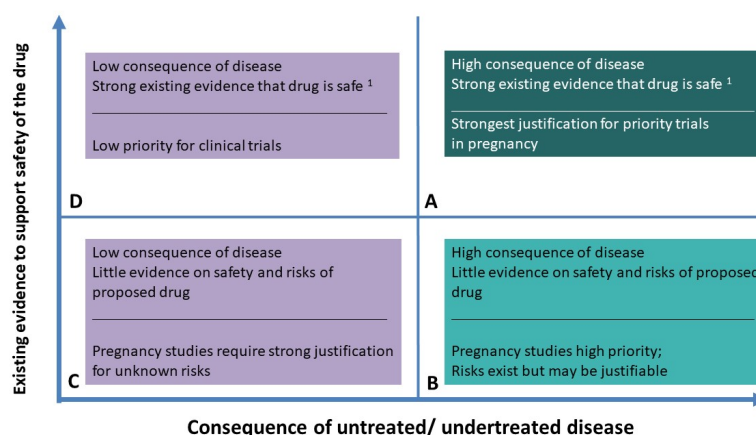 Existing evidence to support safety of the drug
Low consequence of disease
Strong existing evidence that drug is safe ¹
Low priority for clinical trials
D
High consequence of disease
Strong existing evidence that drug is safe ¹
Strongest justification for priority trials
in pregnancy
A
Low consequence of disease
Little evidence on safety and risks of
proposed drug
Pregnancy studies require strong justification
for unknown risks
C
High consequence of disease
Little evidence on safety and risks of proposed
drug
Pregnancy studies high priority;
Risks exist but may be justifiable
B
Consequence of untreated/ undertreated disease